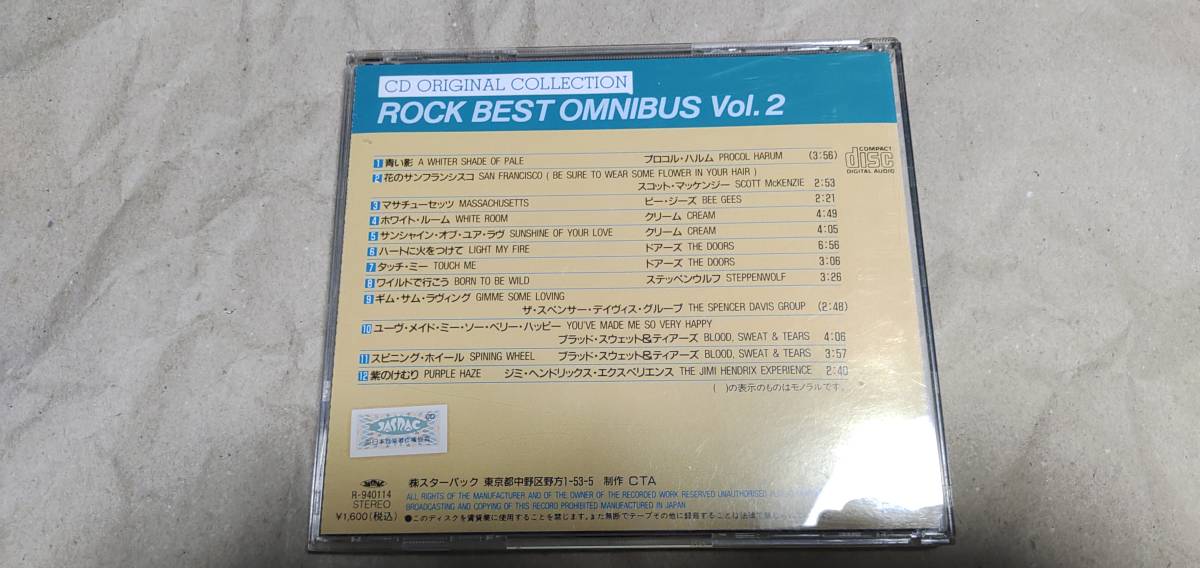 CD ORIGINAL COLLECTION
ROCK BEST OMNIBUS Vol. 2
COMPACT
disc
DIGITAL AUDIO
1 青い影 A WHITER SHADE OF PALE プロコル・ハルム PROCOL HARUM (3:56)
2 花のサンフランシスコ SAN FRANCISCO ( BE SURE TO WEAR SOME FLOWER IN YOUR HAIR )
スコット・マッケンジー SCOTT McKENZIE 2:53
3 マサチューセッツ MASSACHUSETTS ビー・ジーズ BEE GEES 2:21
4 ホワイト・ルーム WHITE ROOM クリーム CREAM 4:49
5 サンシャイン・オブ・ユア・ラヴ SUNSHINE OF YOUR LOVE クリーム CREAM 4:05
6 ハートに火をつけて LIGHT MY FIRE ドアーズ THE DOORS 6:56
7 タッチ・ミー TOUCH ME ドアーズ THE DOORS 3:06
8 ワイルドで行こう BORN TO BE WILD ステッペンウルフ STEPPENWOLF 3:26
9 ギム・サム・ラヴィング GIMME SOME LOVING
ザ・スペンサー・デイヴィス・グループ THE SPENCER DAVIS GROUP (2:48)
10 ユーヴ・メイド・ミー・ソー・ベリー・ハッピー YOU'VE MADE ME SO VERY HAPPY
ブラッド・スウェット&ティアーズ BLOOD, SWEAT & TEARS 4:06
11 スピニング・ホイール SPINING WHEEL ブラッド・スウェット&ティアーズ BLOOD, SWEAT & TEARS 3:57
12 紫のけむり PURPLE HAZE ジミ・ヘンドリックス・エクスペリエンス THE JIMI HENDRIX EXPERIENCE 2:40
( )の表示のものはモノラルです。
CD
JASRAC
R-940114
STEREO
¥1,600(税込)
株スターバック 東京都中野区野方1-53-5 制作 CTA
ALL RIGHTS OF THE MANUFACTURER AND OF THE OWNER OF THE RECORDED WORK RESERVED UNAUTHORISED
BROADCASTING AND COPYING OF THIS RECORD PROHIBITED MANUFACTURED IN JAPAN
●このディスクを賃貸業に使用することを禁じます。また無断でテープその他に録音することは法律で